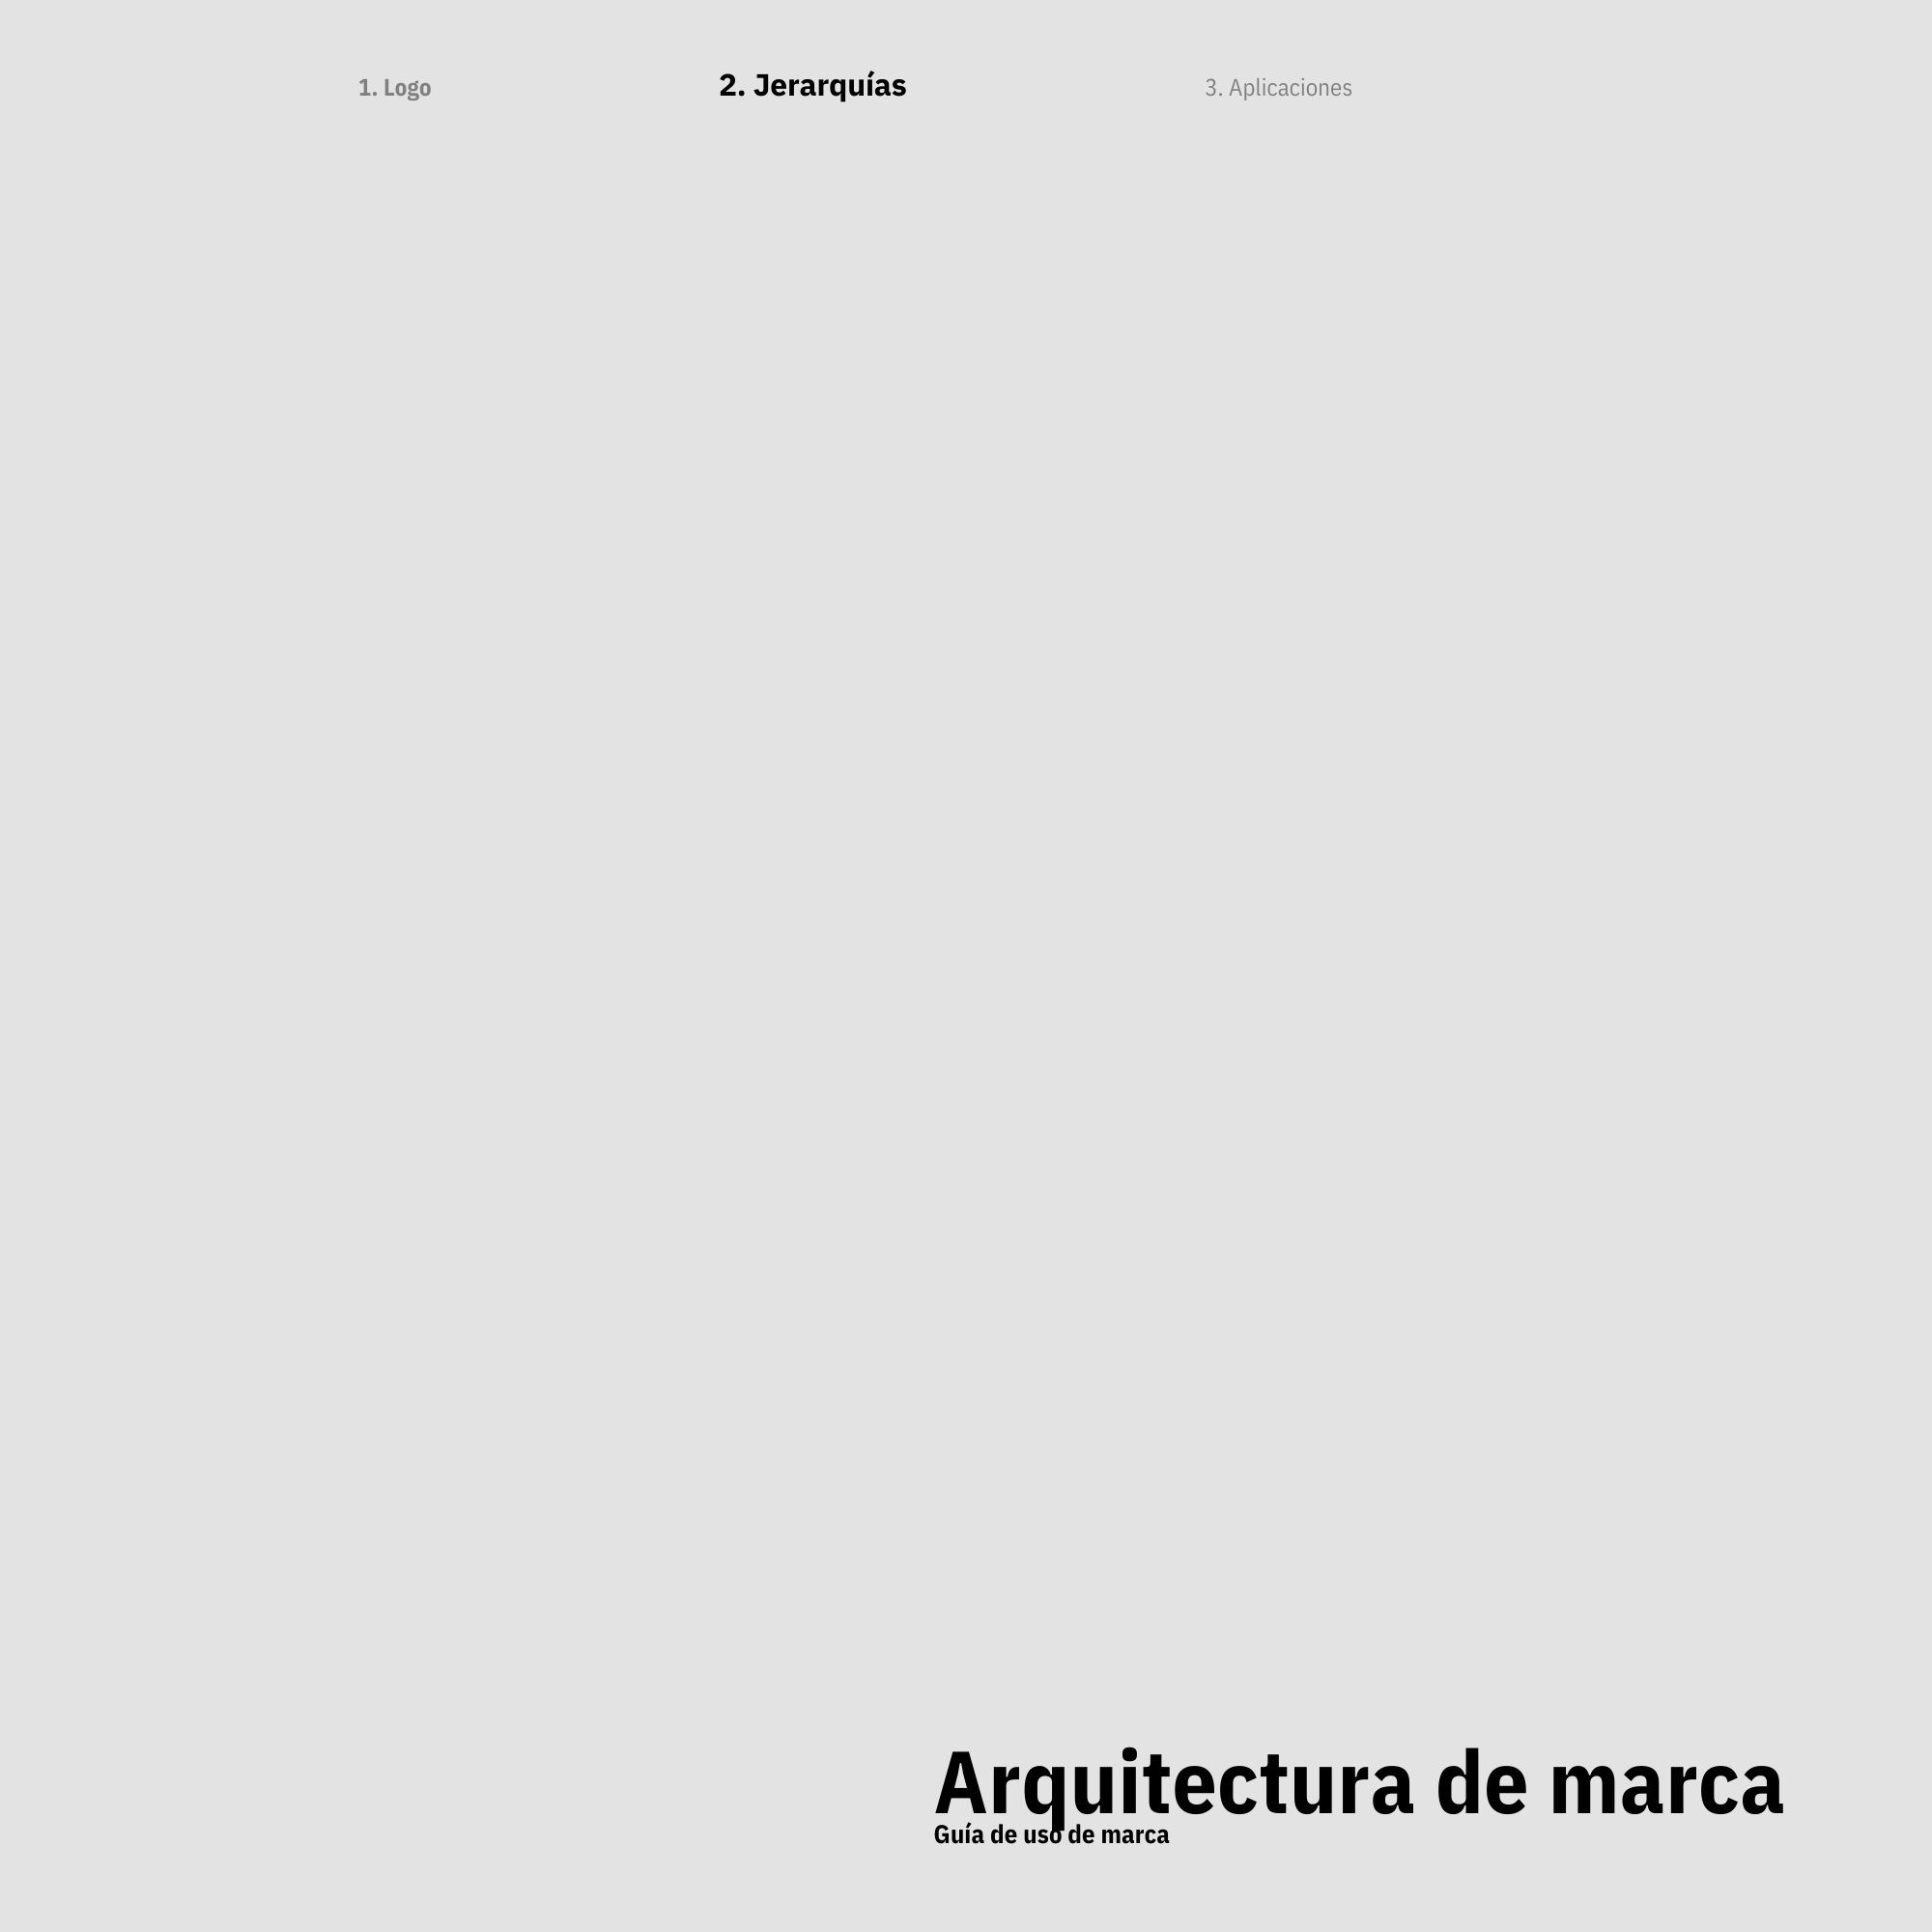 1. Logo
2. Jerarquías
3. Aplicaciones
Arquitectura de marca
Guía de uso de marca